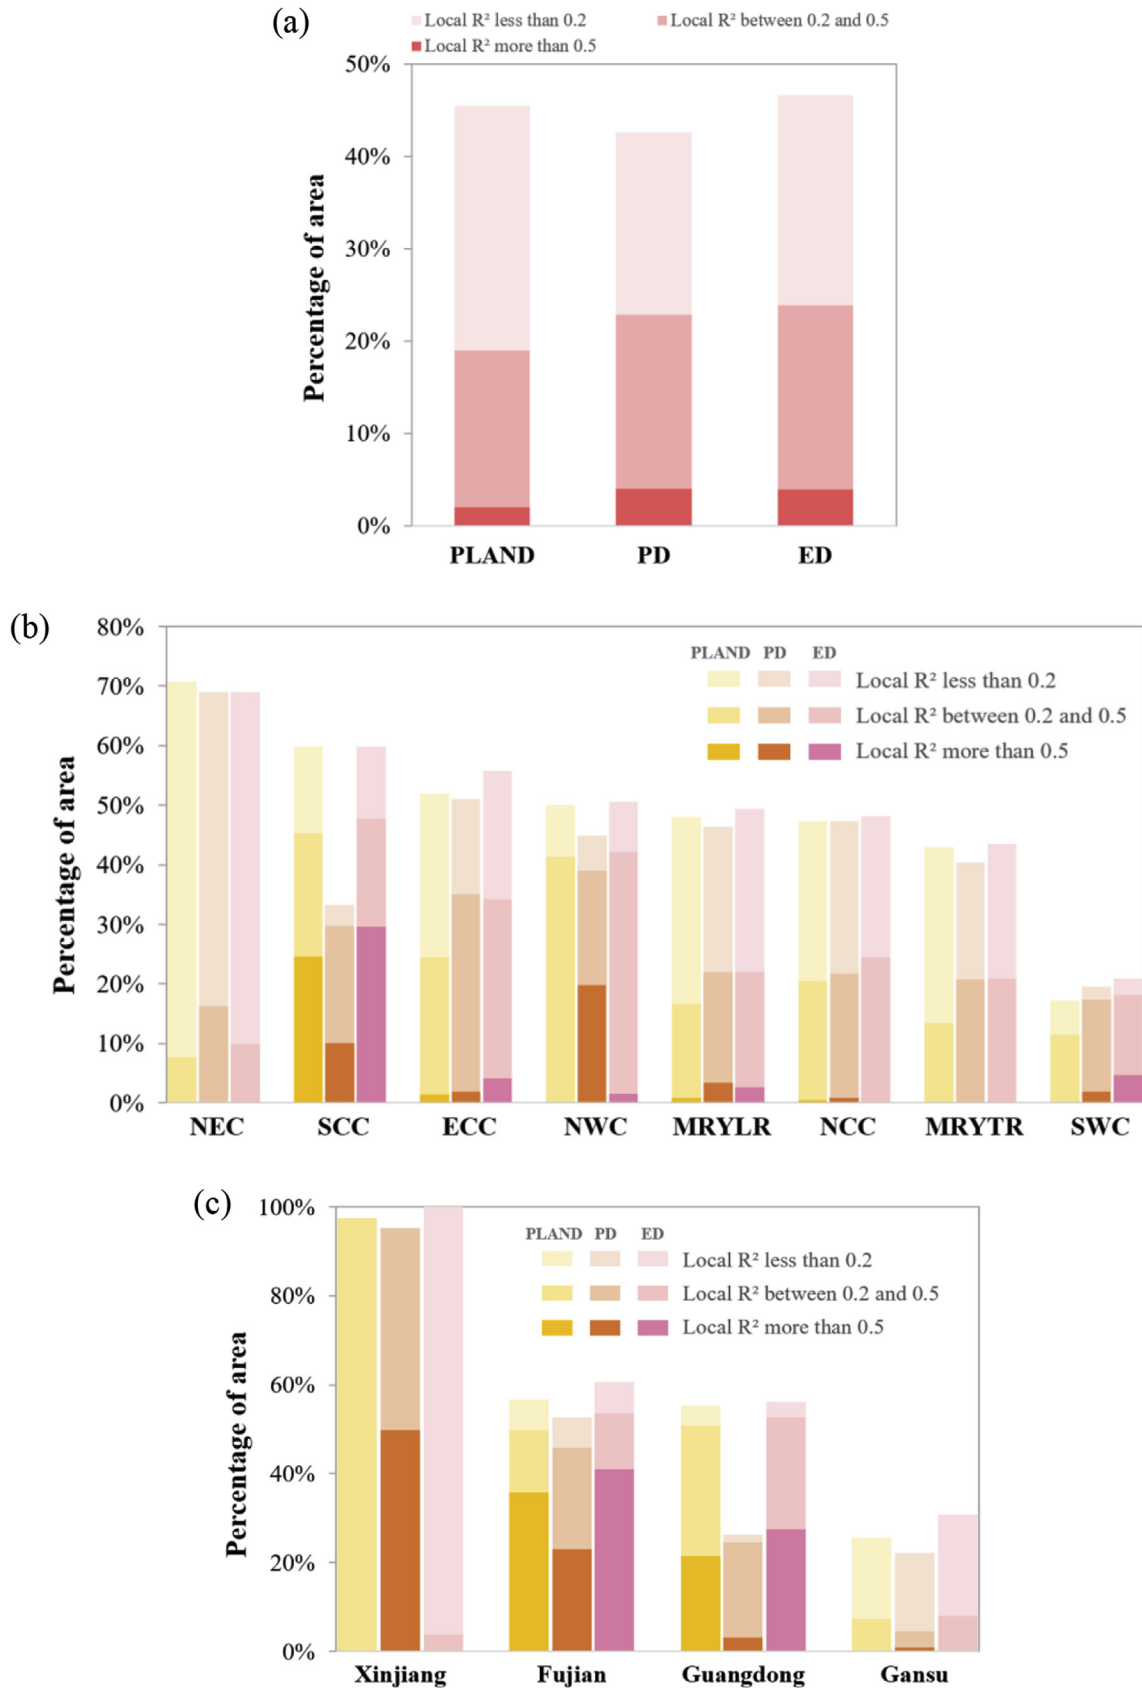 (a)
Local R² less than 0.2 Local R² between 0.2 and 0.5
Local R² more than 0.5
50%
40%
30%
20%
10%
0%
Percentage of area
PLAND PD ED
(b)
80%
70%
60%
50%
40%
30%
20%
10%
0%
Percentage of area
PLAND PD ED
Local R² less than 0.2
Local R² between 0.2 and 0.5
Local R² more than 0.5
NEC SCC ECC NWC MRYLR NCC MRYTR SWC
(c)
100%
80%
60%
40%
20%
0%
Percentage of area
PLAND PD ED
Local R² less than 0.2
Local R² between 0.2 and 0.5
Local R² more than 0.5
Xinjiang Fujian Guangdong Gansu